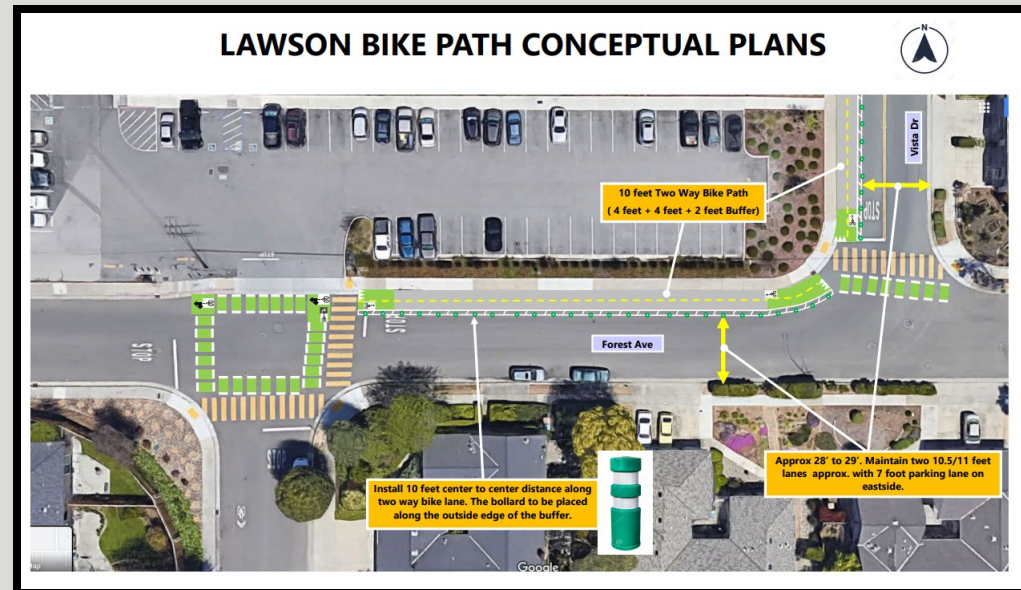 LAWSON BIKE PATH CONCEPTUAL PLANS
N
Vista Dr
10 feet Two Way Bike Path
( 4 feet + 4 feet + 2 feet Buffer)
STOP
STOP
STOP
STOP
Forest Ave
STOP
Approx 28' to 29'. Maintain two 10.5/11 feet
lanes approx. with 7 foot parking lane on
eastside.
Install 10 feet center to center distance along
two way bike lane. The bollard to be placed
along the outside edge of the buffer.
Google